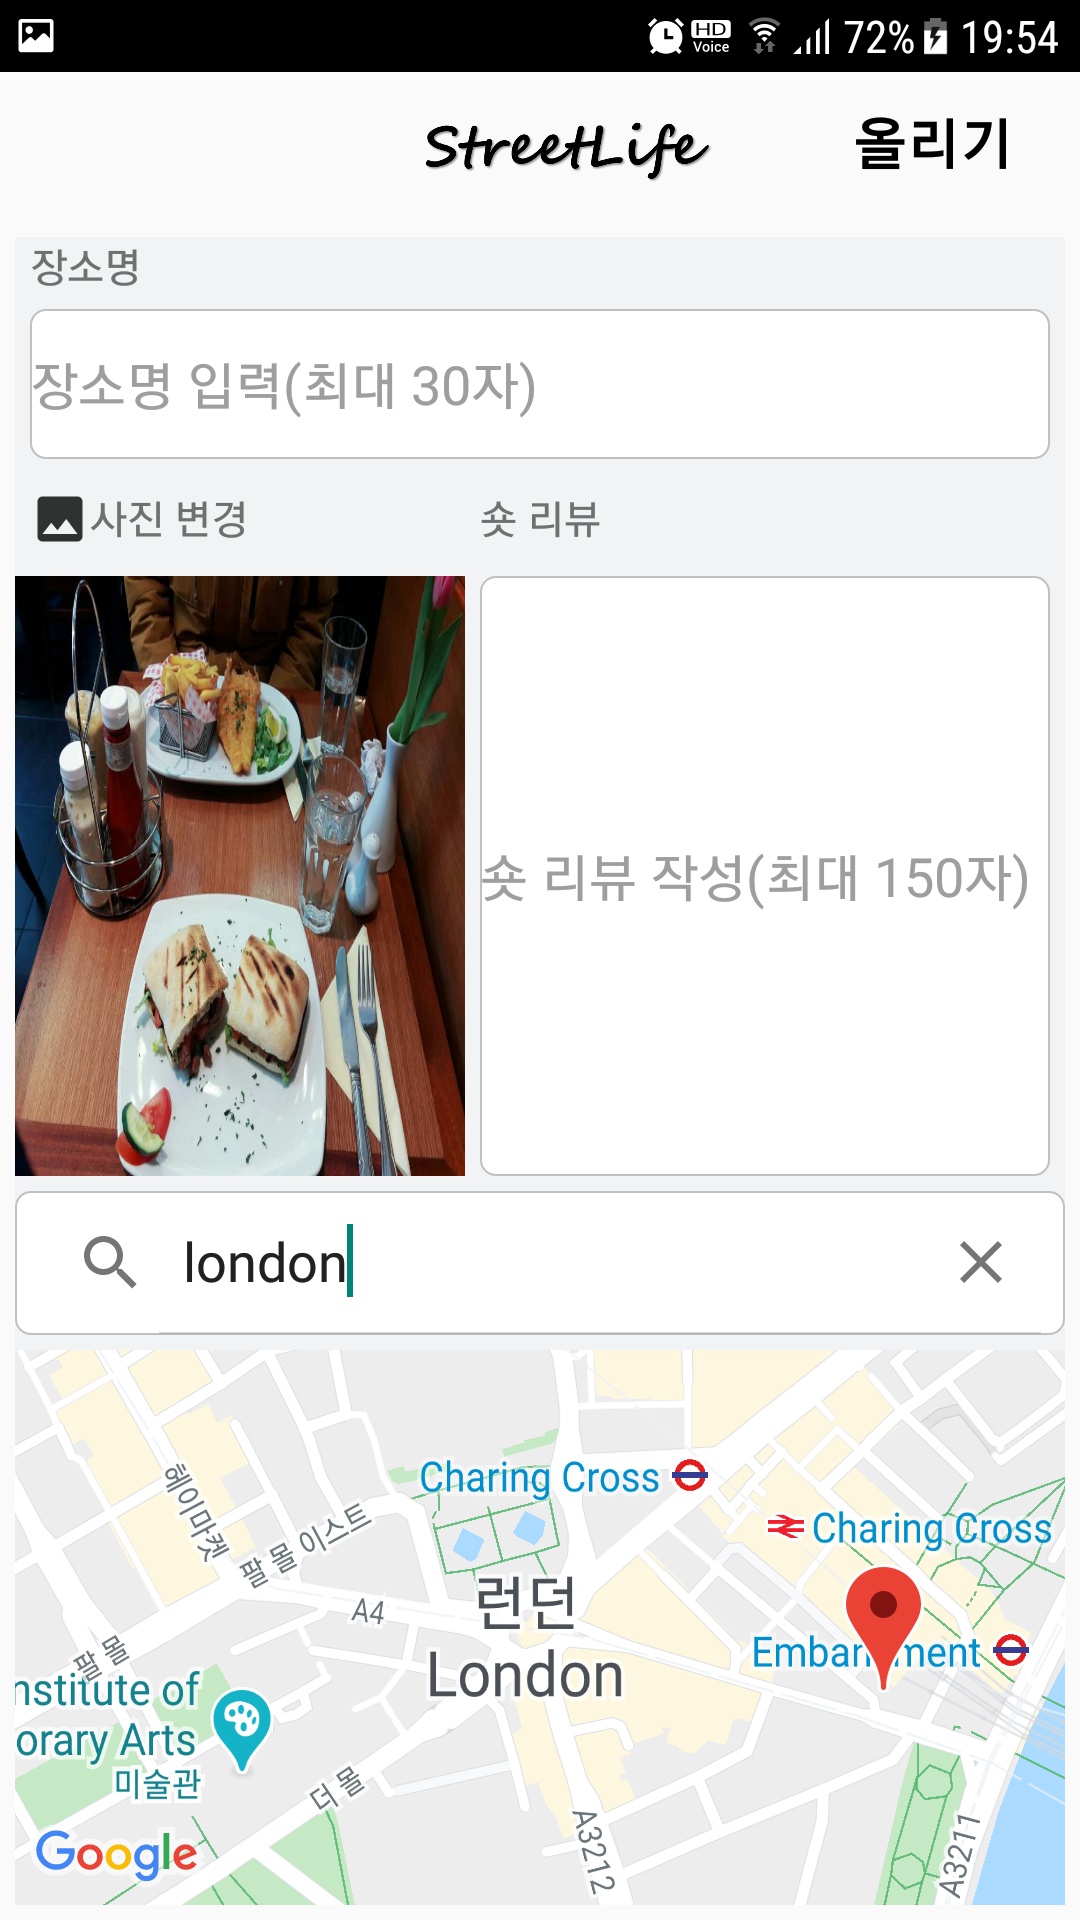 HD Voice 72% 19:54
StreetLife 올리기
장소명
장소명 입력(최대 30자)
사진 변경 숏 리뷰
숏 리뷰 작성(최대 150자)
london
Charing Cross
헤이마켓
팔 몰 이스트
Charing Cross
런던
London
A4
팔 몰
Embankment
nstitute of
orary Arts
미술관
더 몰
A3212
A3211
Google